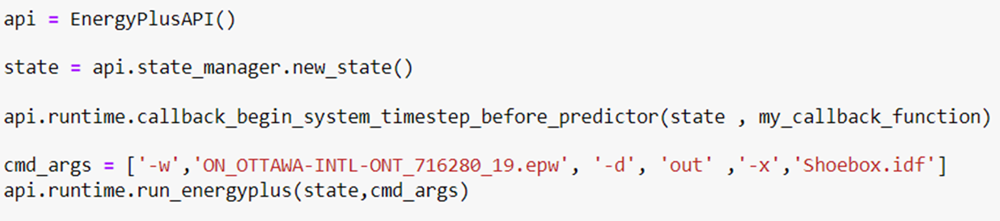 api = EnergyPlusAPI()
state = api.state_manager.new_state()
api.runtime.callback_begin_system_timestep_before_predictor(state , my_callback_function)
cmd_args = ['-w','ON_OTTAWA-INTL-ONT_716280_19.epw', '-d', 'out' ,'-x','Shoebox.idf']
api.runtime.run_energyplus(state,cmd_args)